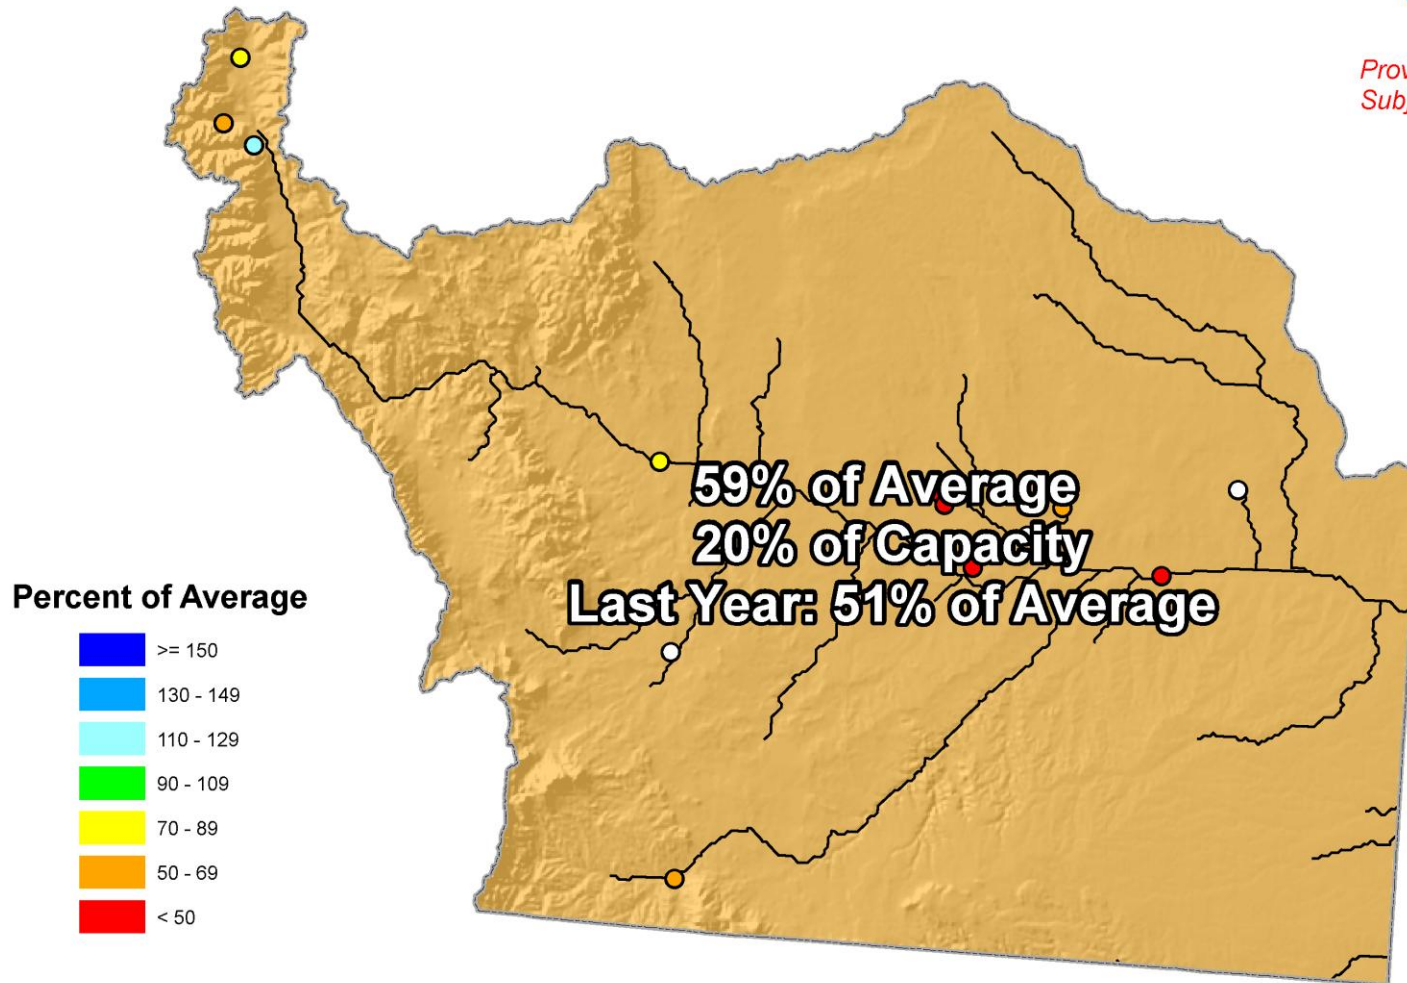 59% of Average
20% of Capacity
Last Year: 51% of Average
Percent of Average
>= 150
130 - 149
110 - 129
90 - 109
70 - 89
50 - 69
< 50